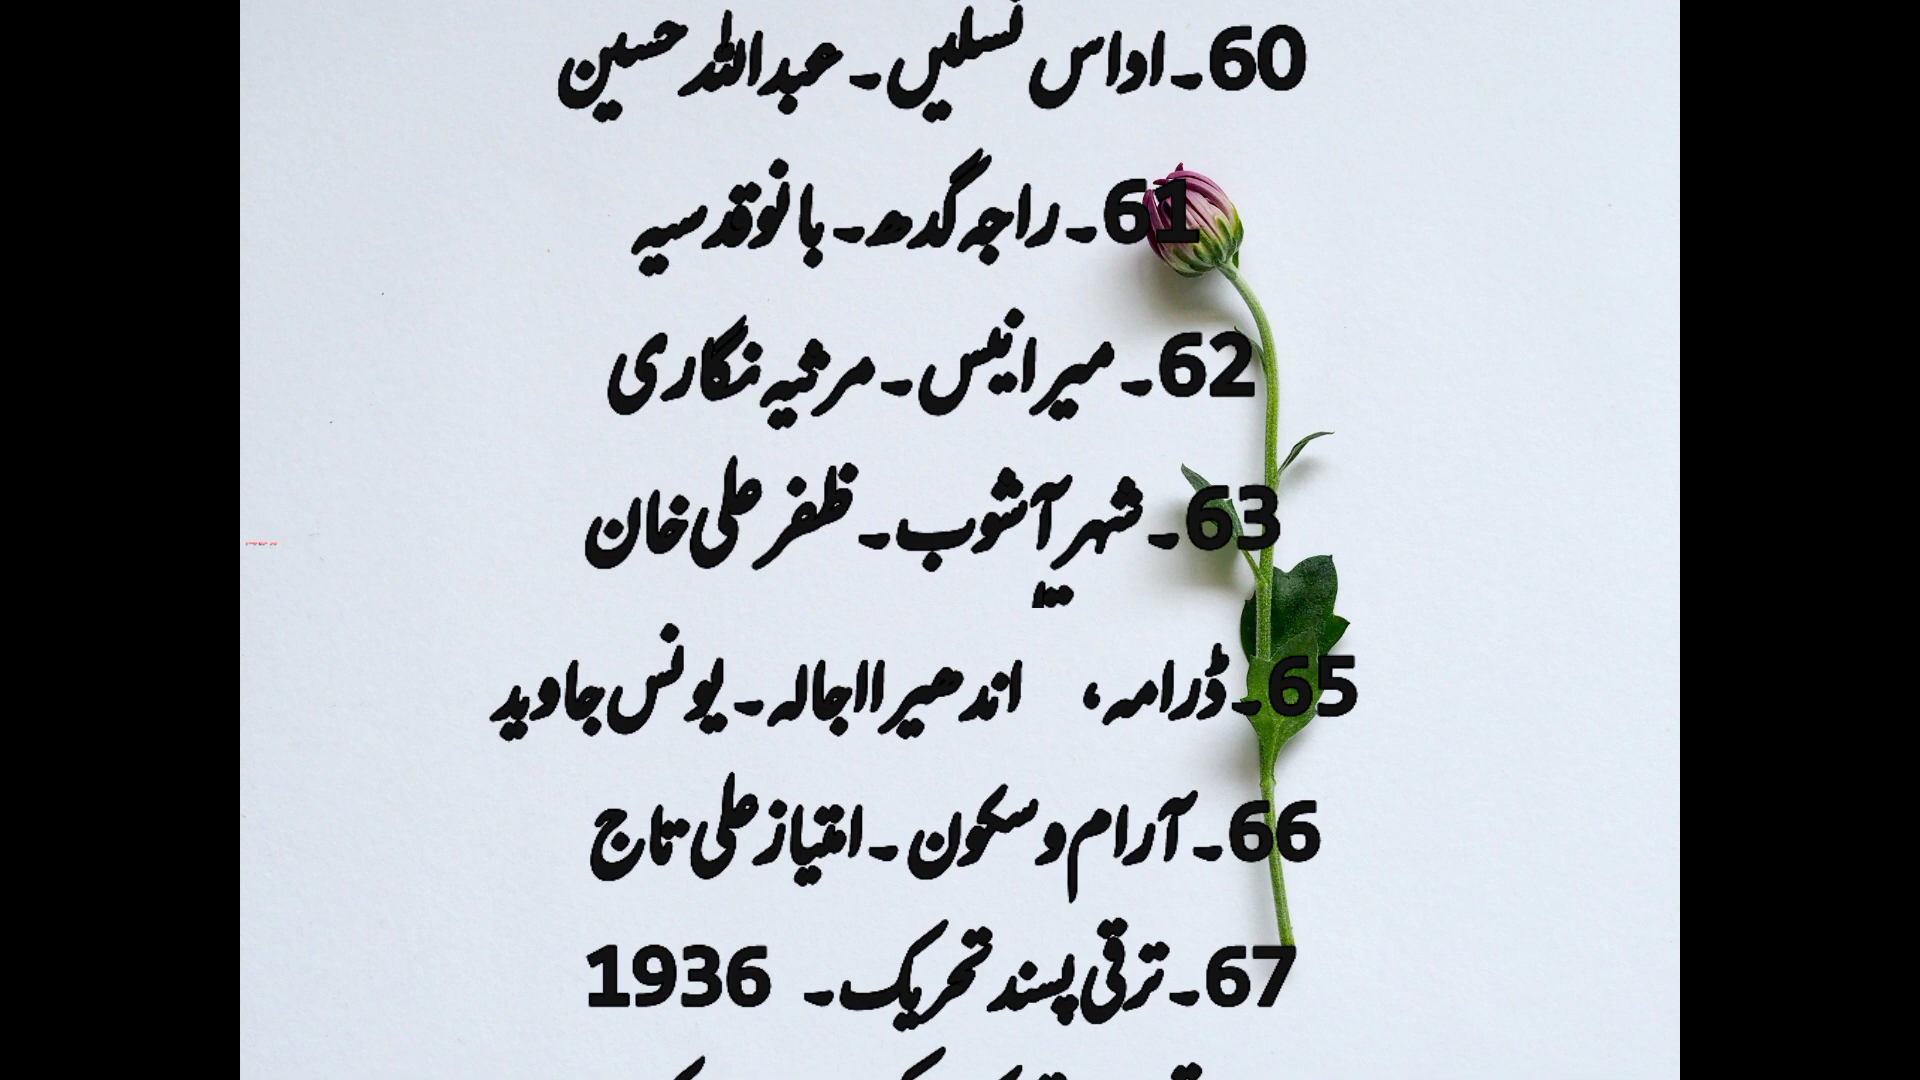 60۔اداس نسلیں۔ عبداللہ حسین
61۔راجہ گدھ۔ بانو قدسیہ
62۔میر انیس۔ مرثیہ نگاری
63۔شہر آشوب۔ ظفر علی خان
65۔ڈرامہ، اندھیرا اجالہ۔ یونس جاوید
66۔آرام و سکون۔ امتیاز علی تاج
67۔ترقی پسند تحریک۔ 1936